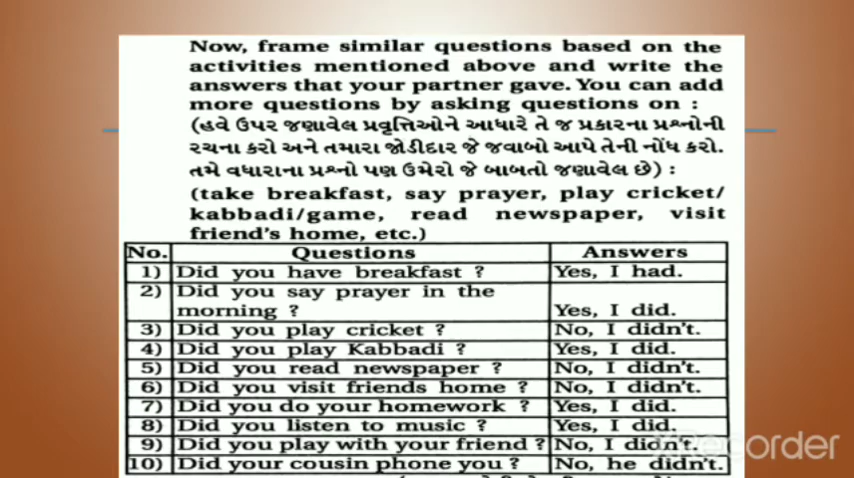 Now, frame similar questions based on the
activities mentioned above and write the
answers that your partner gave. You can add
more questions by asking questions on :
(હવે ઉપર જણાવેલ પ્રવૃત્તિઓને આધારે તે જ પ્રકારના પ્રશ્નોની
રચના કરો અને તમારા જોડીદાર જે જવાબો આપે તેની નોંધ કરો.
તમે વધારાના પ્રશ્નો પણ ઉમેરો જે બાબતો જણાવેલ છે) :
(take breakfast, say prayer, play cricket/
kabbadi/game, read newspaper, visit
friend's home, etc.)
No. Questions Answers
1) Did you have breakfast ? Yes, I had.
2) Did you say prayer in the
morning ? Yes, I did.
3) Did you play cricket ? No, I didn't.
4) Did you play Kabbadi ? Yes, I did.
5) Did you read newspaper ? No, I didn't.
6) Did you visit friends home ? No, I didn't.
7) Did you do your homework ? Yes, I did.
8) Did you listen to music ? Yes, I did.
9) Did you play with your friend ? No, I didn't.
10) Did your cousin phone you ? No, he didn't.